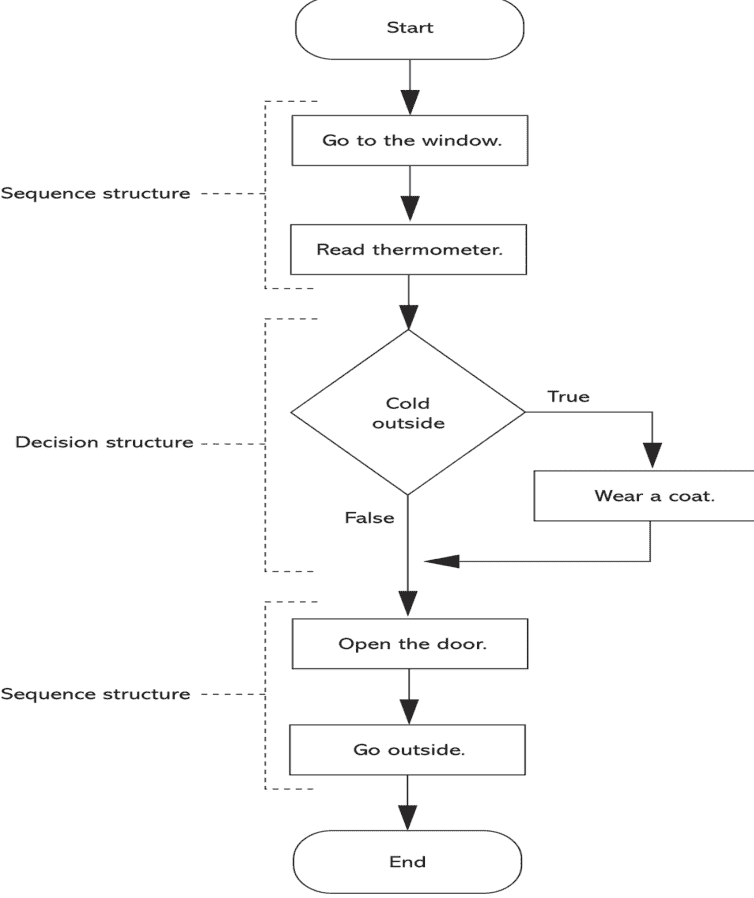 Start
Go to the window.
Sequence structure
Read thermometer.
Cold
outside
True
Decision structure
Wear a coat.
False
Open the door.
Sequence structure
Go outside.
End